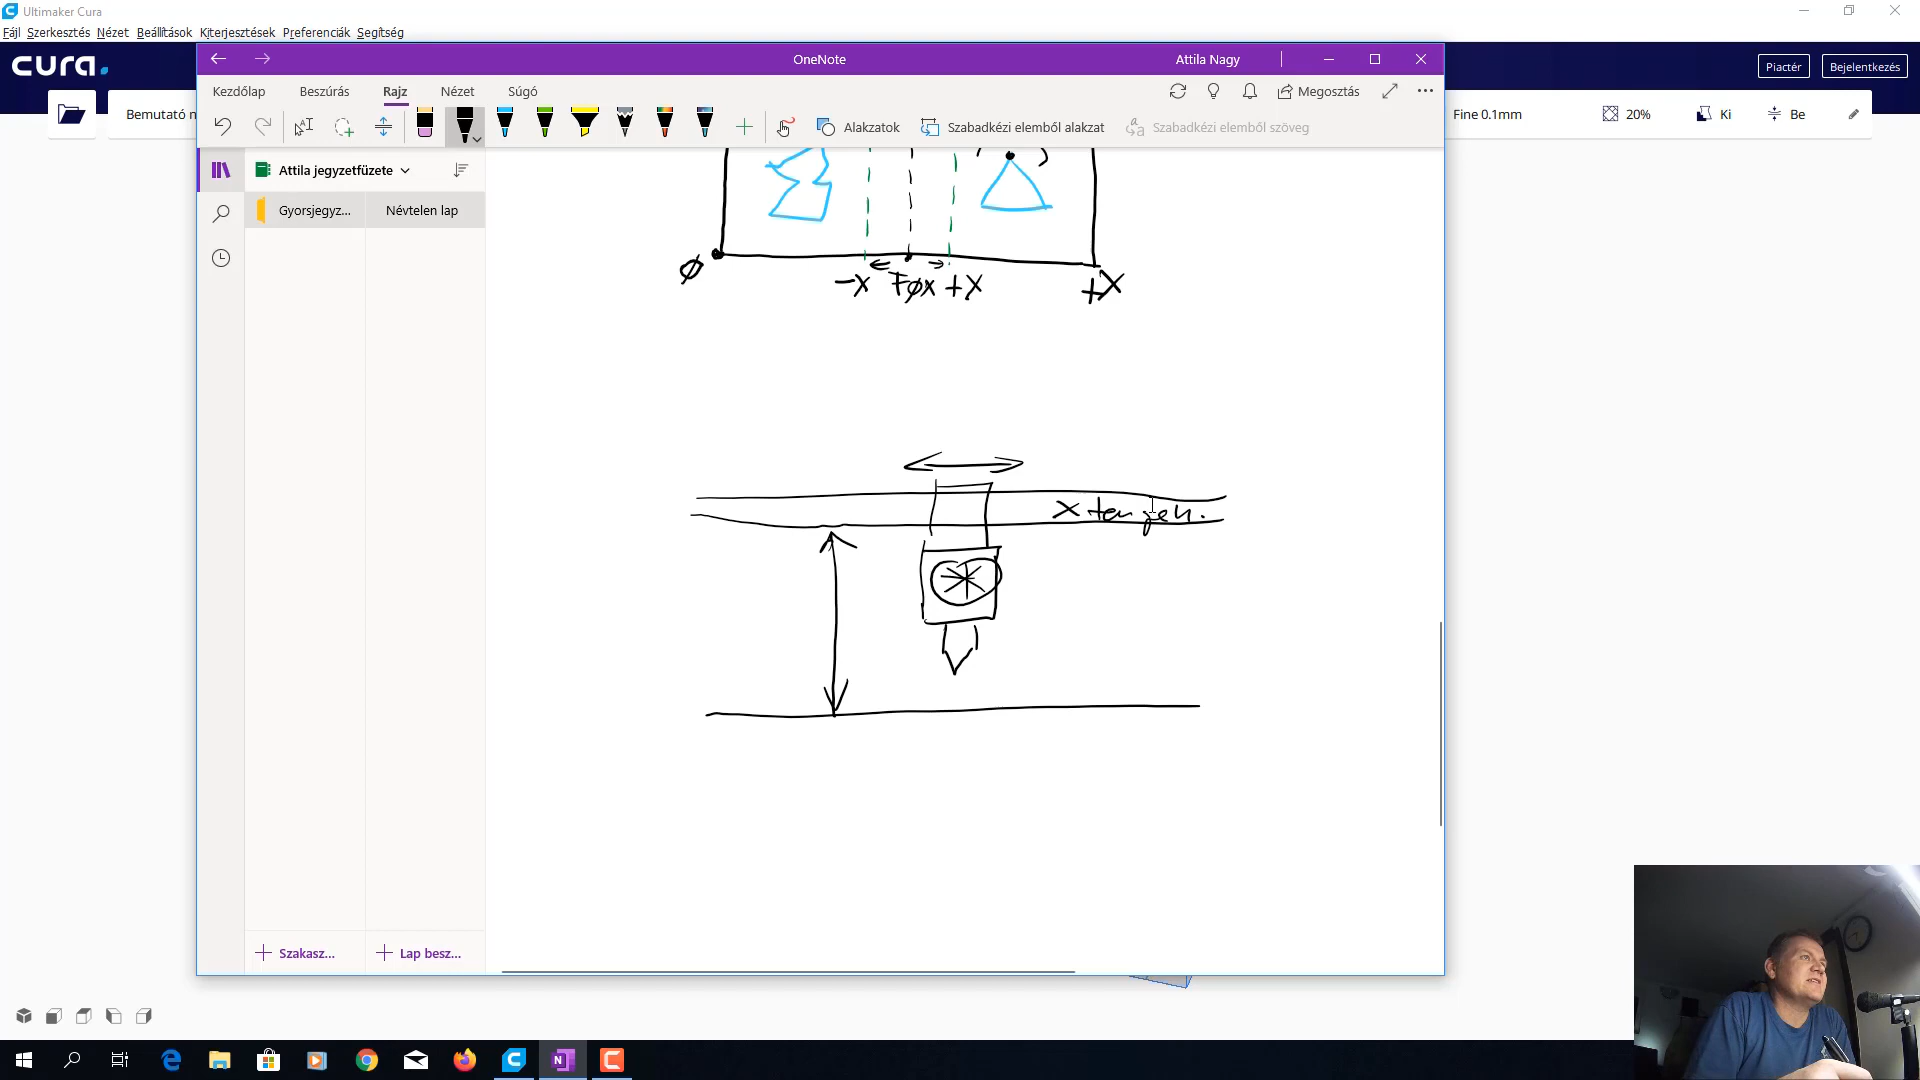 Ultimaker Cura
Fájl Szerkesztés Nézet Beállítások Kiterjesztések Preferenciák Segítség
cura.
Piactér
Bejelentkezés
Bemutató n
Fine 0.1mm
20%
Ki
Be
OneNote
Attila Nagy
Kezdőlap Beszúrás Rajz Nézet Súgó
Megosztás
Alakzatok
Szabadkézi elemből alakzat
Szabadkézi elemből szöveg
Attila jegyzetfüzete
Gyorsjegyz...
Névtelen lap
Ø
-X
+X
+X
X tengely.
Szakasz...
Lap besz...